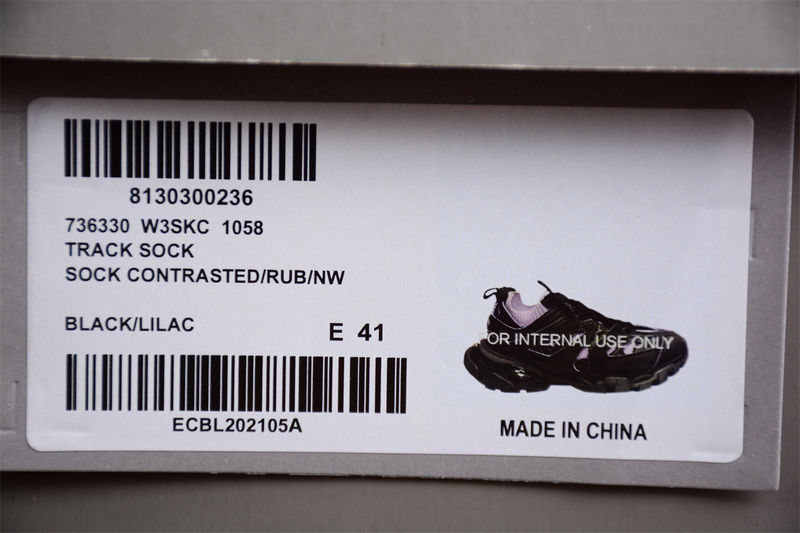 8130300236
736330 W3SKC 1058
TRACK SOCK
SOCK CONTRASTED/RUB/NW
BLACK/LILAC
E 41
ECBL202105A
FOR INTERNAL USE ONLY
MADE IN CHINA